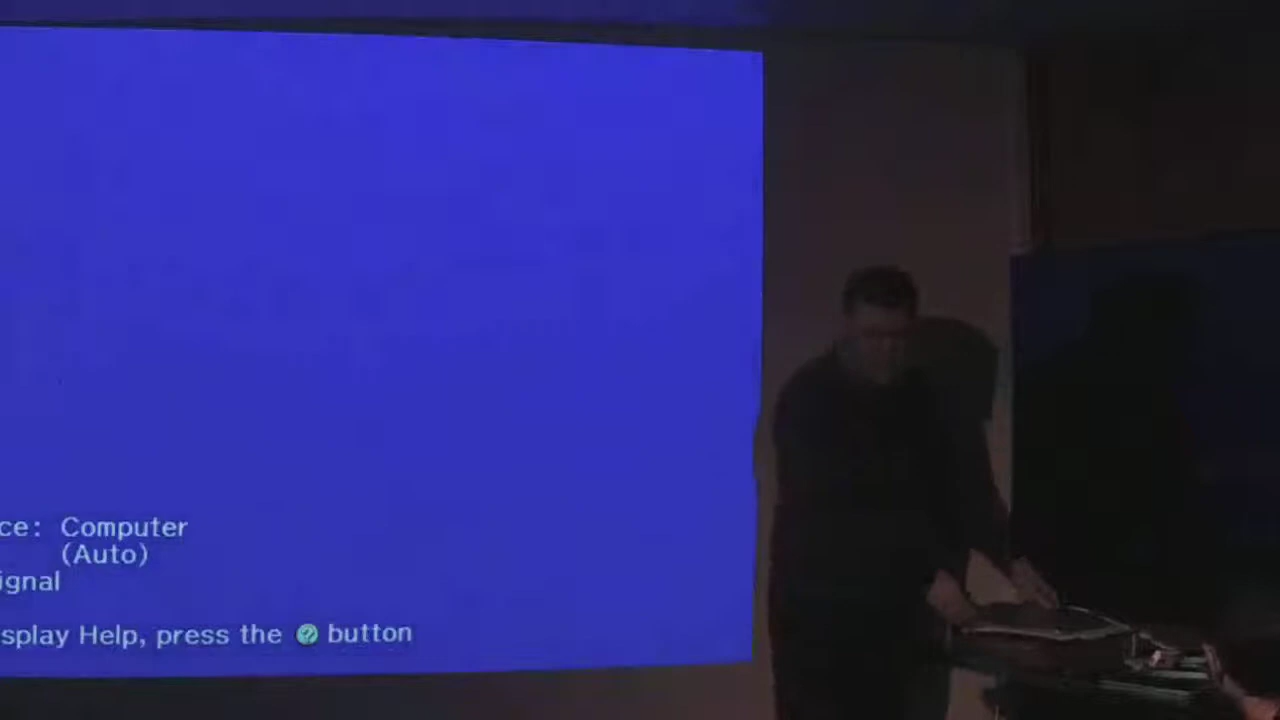 ce: Computer
(Auto)
ignal
splay Help, press the ? button